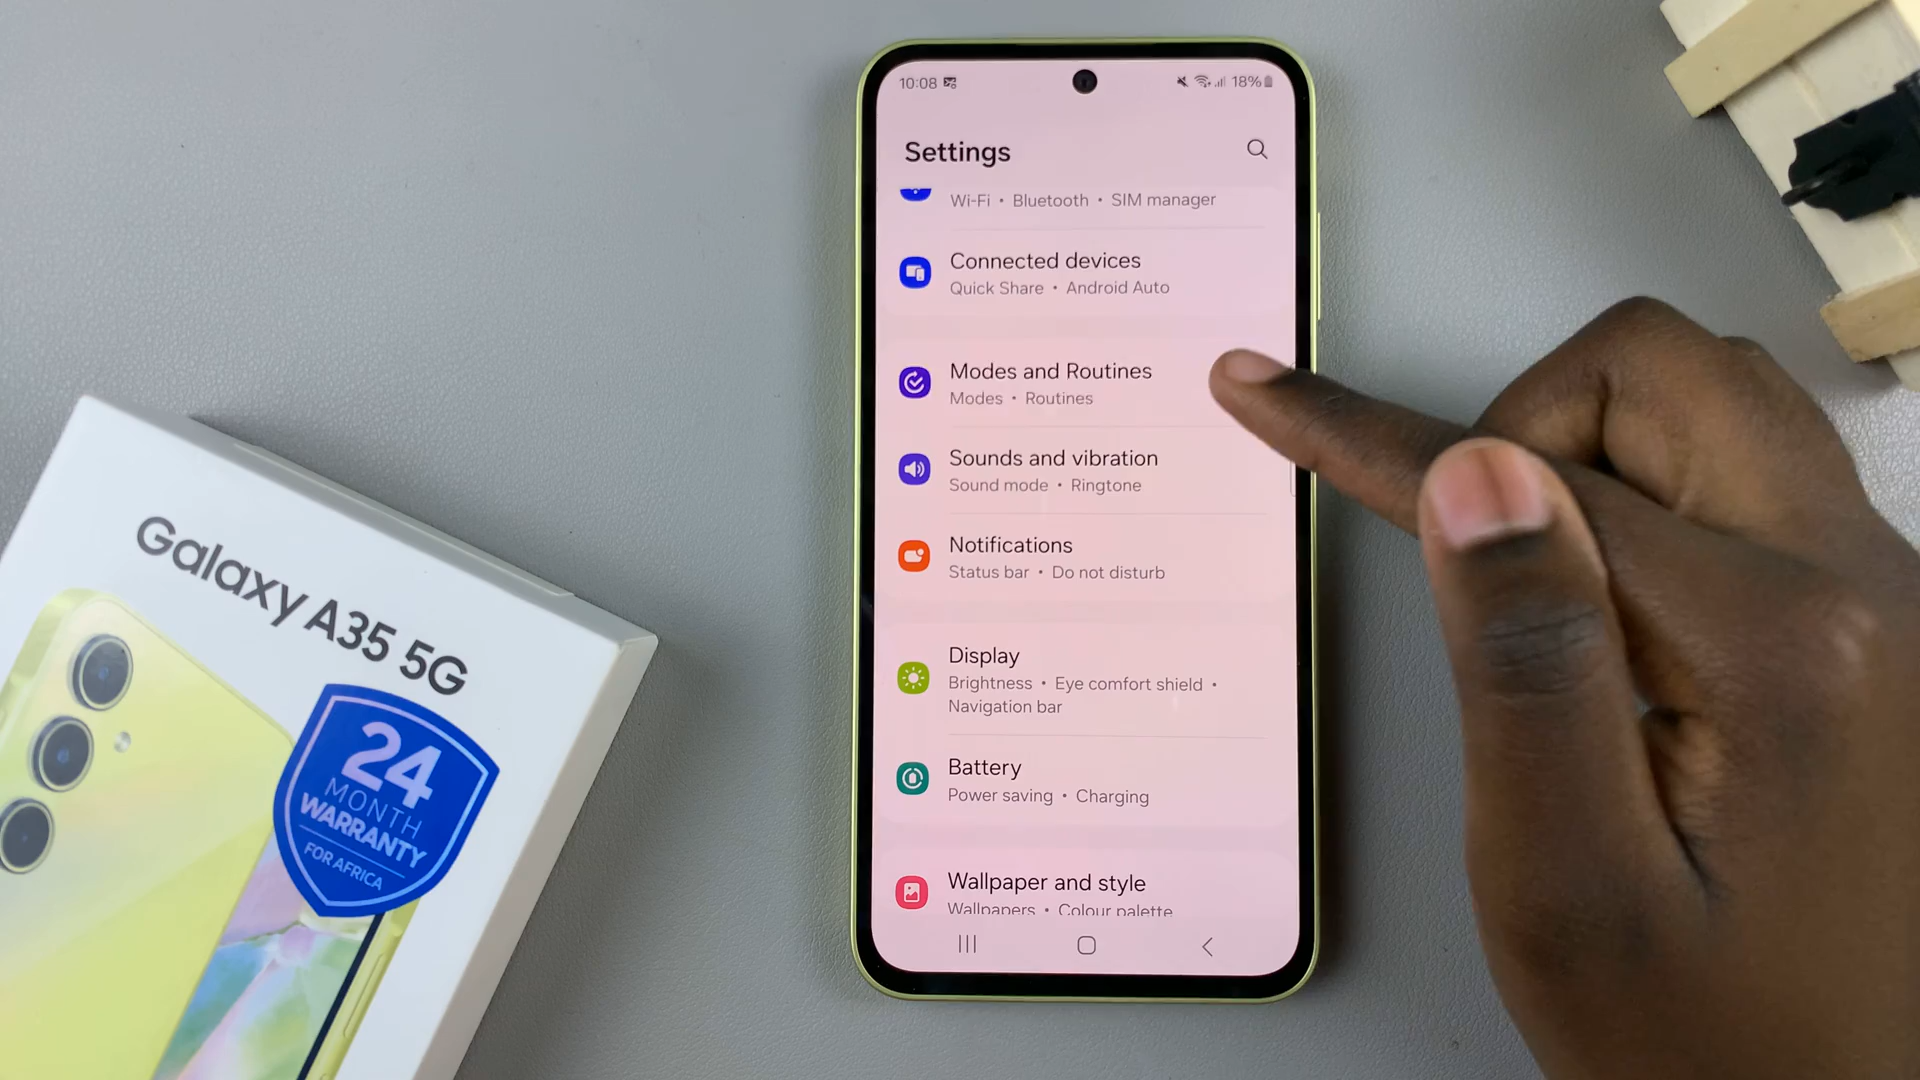 10:08
18%
Settings
Wi-Fi • Bluetooth • SIM manager
Connected devices
Quick Share • Android Auto
Modes and Routines
Modes • Routines
Sounds and vibration
Sound mode • Ringtone
Notifications
Status bar • Do not disturb
Display
Brightness • Eye comfort shield •
Navigation bar
Battery
Power saving • Charging
Wallpaper and style
Wallpapers • Colour palette
Galaxy A35 5G
24
MONTH
WARRANTY
FOR AFRICA